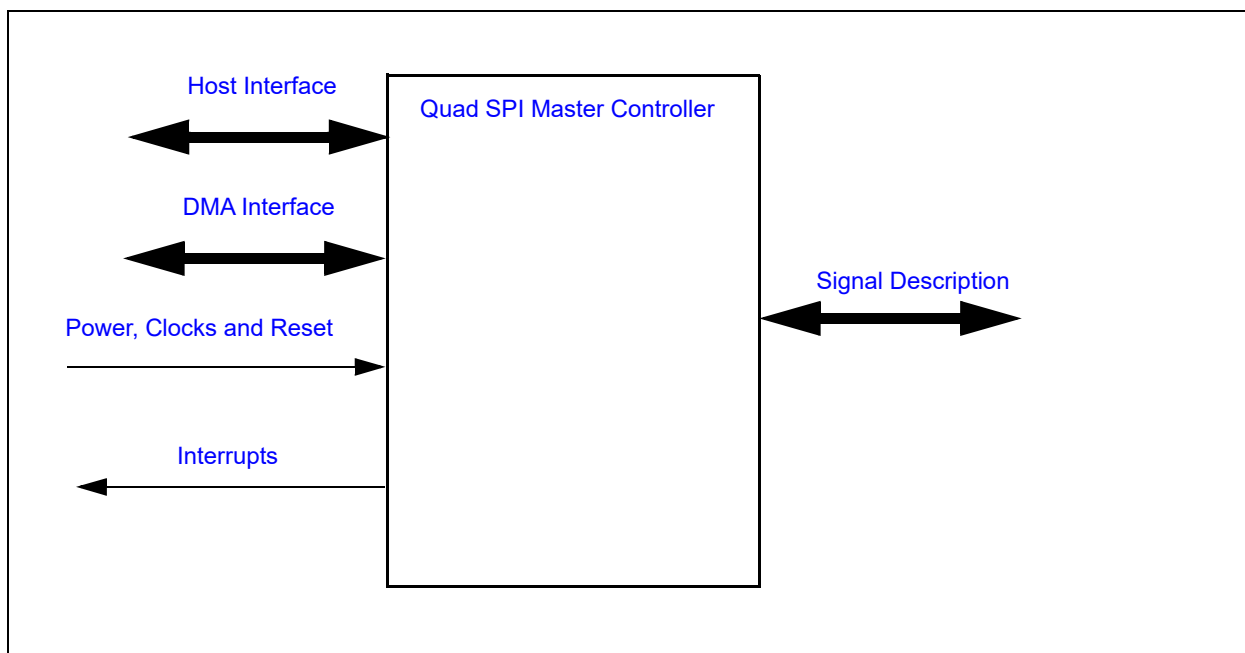 Host Interface
Quad SPI Master Controller
DMA Interface
Signal Description
Power, Clocks and Reset
Interrupts